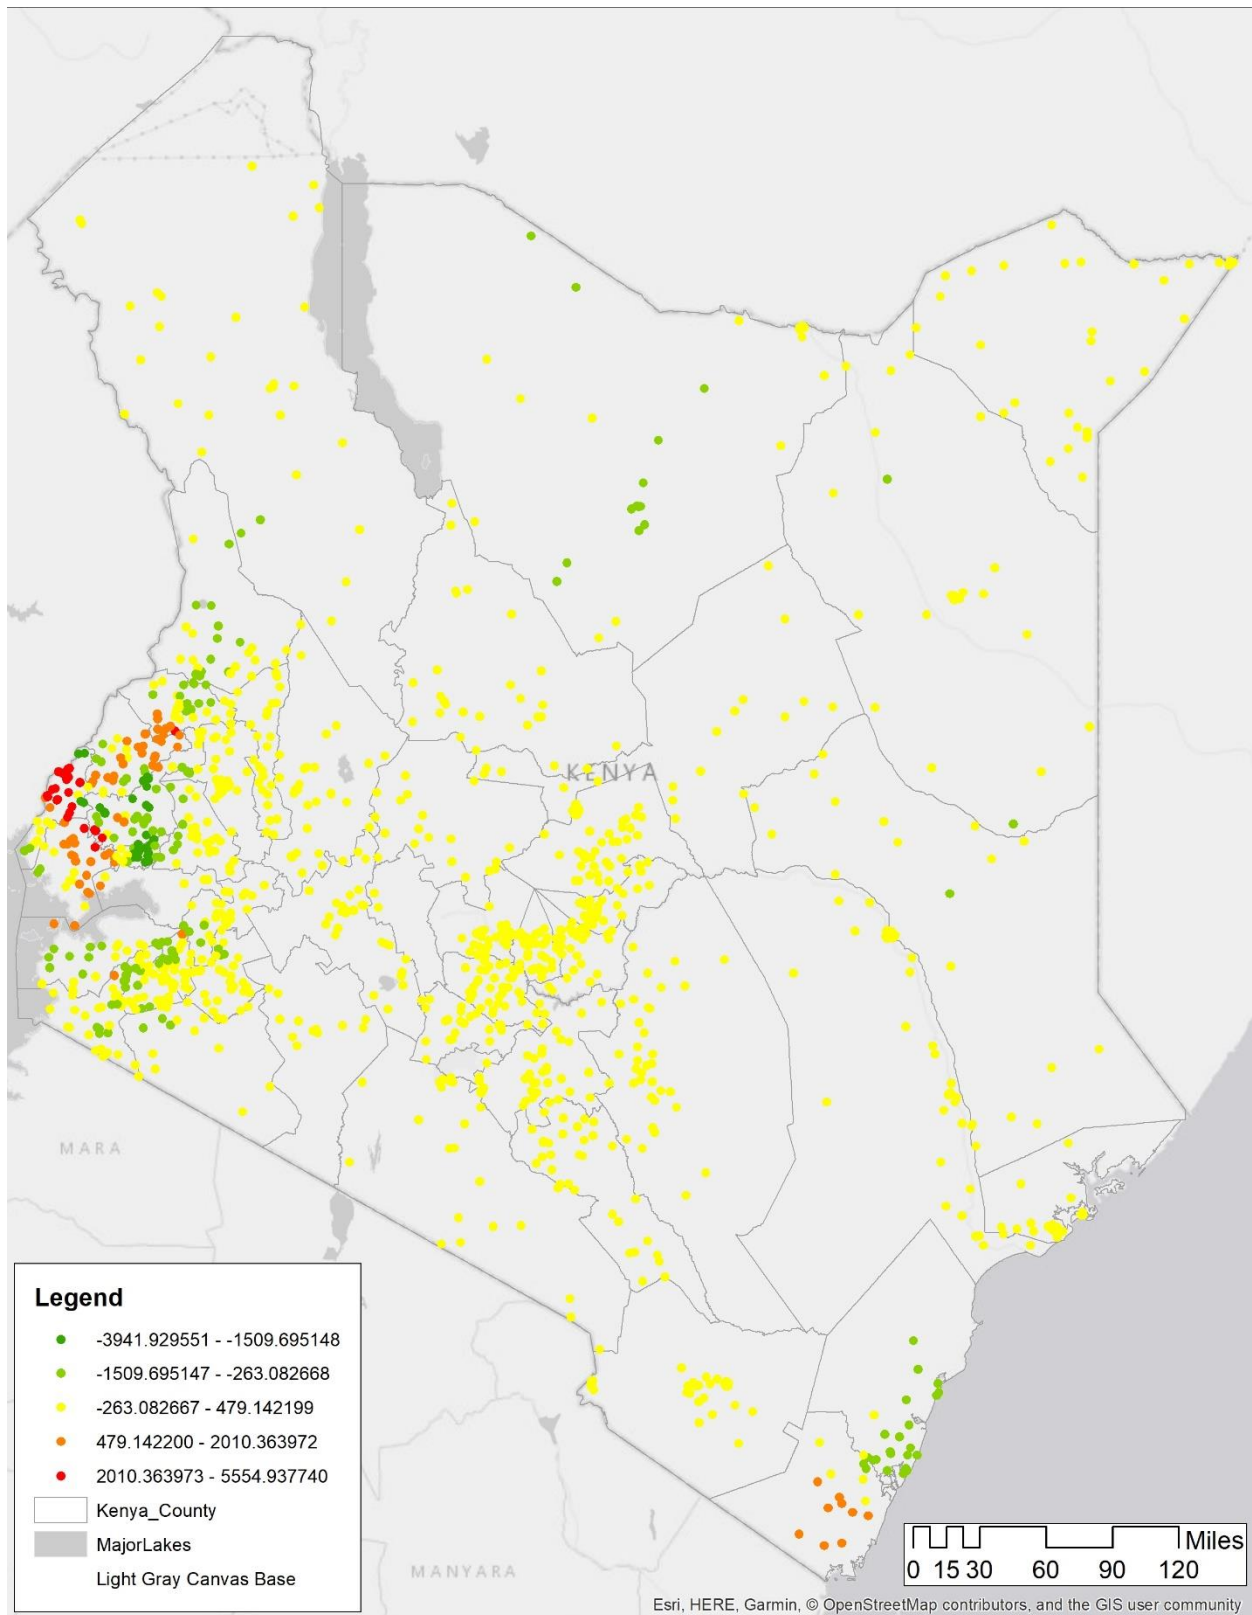 KENYA
MARA
Legend
-3941.929551 - -1509.695148
-1509.695147 - -263.082668
-263.082667 - 479.142199
479.142200 - 2010.363972
2010.363973 - 5554.937740
Kenya_County
MajorLakes
Light Gray Canvas Base
MANYARA
Miles
0 15 30 60 90 120
Esri, HERE, Garmin, © OpenStreetMap contributors, and the GIS user community